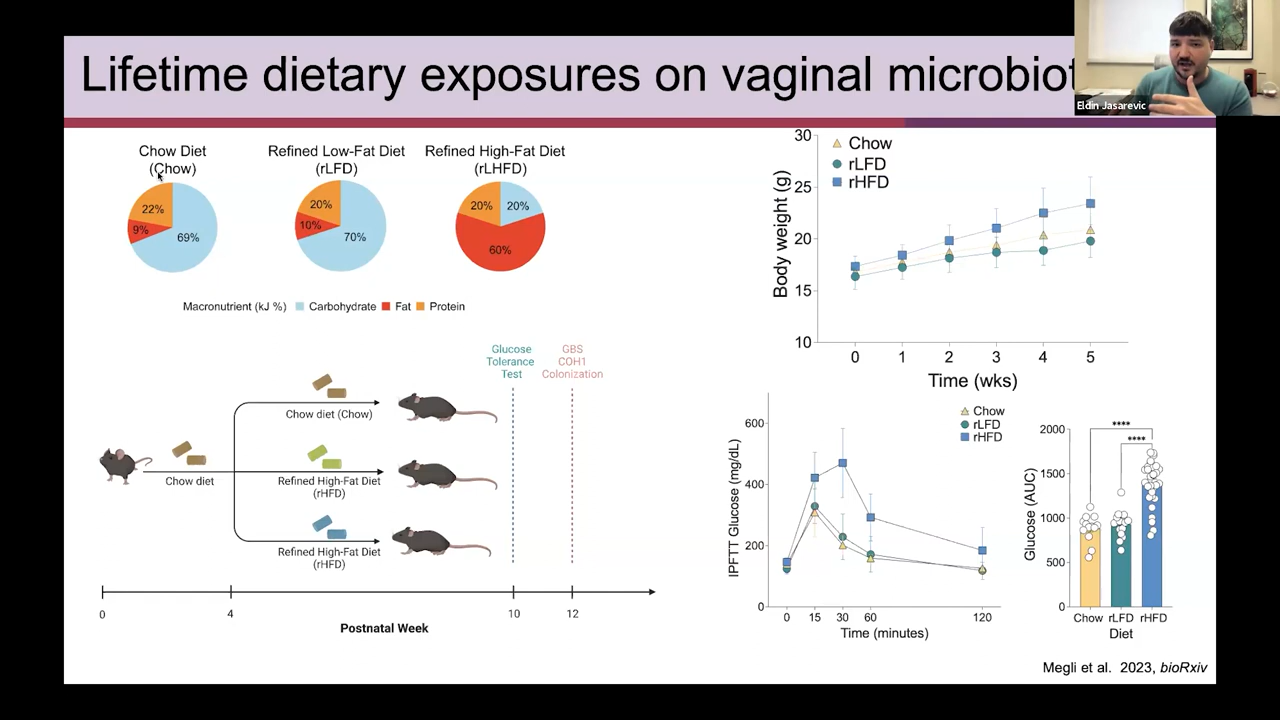 Lifetime dietary exposures on vaginal microbiot
Eldin Jasarevic
Chow Diet
(Chow)
Refined Low-Fat Diet
(rLFD)
Refined High-Fat Diet
(rLHFD)
22%
9%
69%
20%
10%
70%
20%
20%
60%
Macronutrient (kJ %) Carbohydrate Fat Protein
Glucose
Tolerance
Test
GBS
COH1
Colonization
Chow diet
Chow diet (Chow)
Refined High-Fat Diet
(rHFD)
Refined High-Fat Diet
(rHFD)
0 4 10 12
Postnatal Week
Body weight (g)
30
25
20
15
10
Chow
rLFD
rHFD
0 1 2 3 4 5
Time (wks)
IPFTT Glucose (mg/dL)
600
400
200
0
Chow
rLFD
rHFD
0 15 30 60 120
Time (minutes)
Glucose (AUC)
2000
1500
1000
500
0
****
****
Chow rLFD rHFD
Diet
Megli et al. 2023, bioRxiv